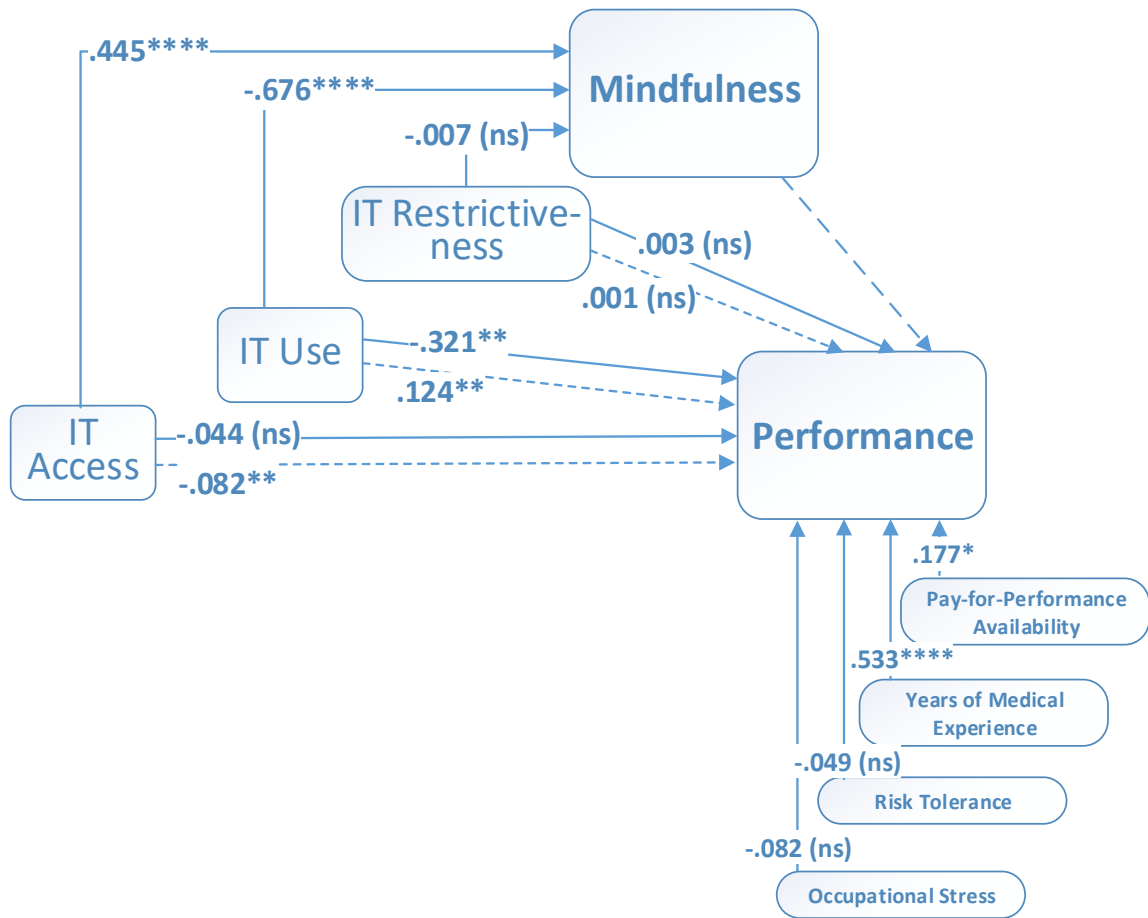 .445****
Mindfulness
-.676****
-.007 (ns)
IT Restrictive-
ness
.003 (ns)
.001 (ns)
IT Use
-.321**
.124**
IT
Access
-.044 (ns)
-.082**
Performance
.177*
Pay-for-Performance
Availability
.533****
Years of Medical
Experience
-.049 (ns)
Risk Tolerance
-.082 (ns)
Occupational Stress